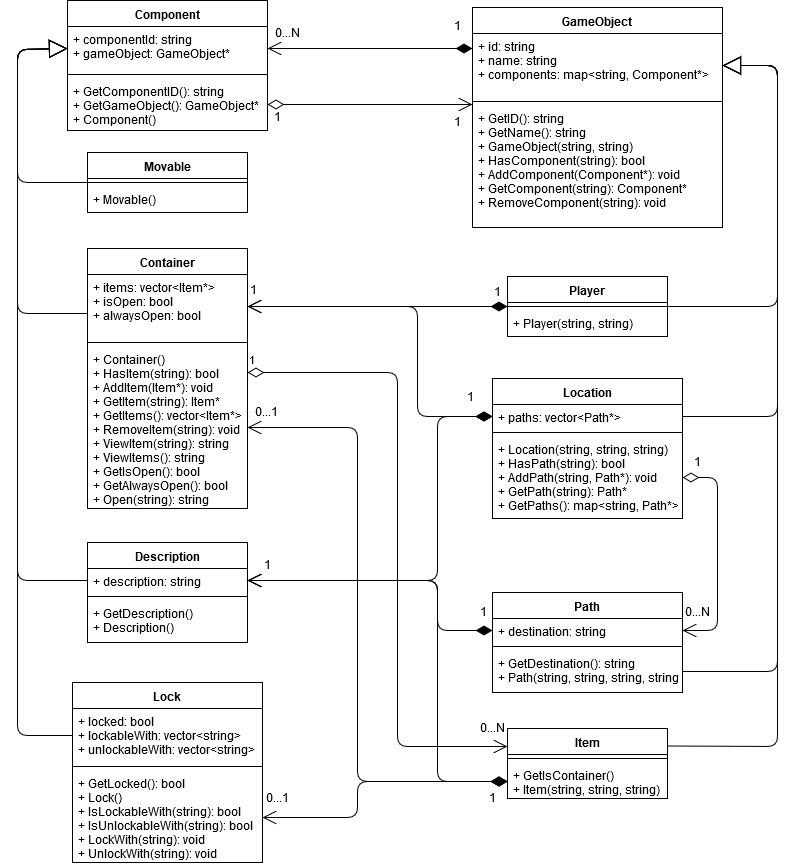 Component
+ componentId: string
+ gameObject: GameObject*
+ GetComponentID(): string
+ GetGameObject(): GameObject*
+ Component()
0...N
1
1
1
GameObject
+ id: string
+ name: string
+ components: map<string, Component*>
+ GetID(): string
+ GetName(): string
+ GameObject(string, string)
+ HasComponent(string): bool
+ AddComponent(Component*): void
+ GetComponent(string): Component*
+ RemoveComponent(string): void
Movable
+ Movable()
Container
+ items: vector<Item*>
+ isOpen: bool
+ alwaysOpen: bool
+ Container()
+ HasItem(string): bool
+ AddItem(Item*): void
+ GetItem(string): Item*
+ GetItems(): vector<Item*>
+ RemoveItem(string): void
+ ViewItem(string): string
+ ViewItems(): string
+ GetIsOpen(): bool
+ GetAlwaysOpen(): bool
+ Open(string): string
1
1
0...1
1
Player
+ Player(string, string)
1
Location
+ paths: vector<Path*>
+ Location(string, string, string)
+ HasPath(string): bool
+ AddPath(string, Path*): void
+ GetPath(string): Path*
+ GetPaths(): map<string, Path*>
1
Description
+ description: string
+ GetDescription()
+ Description()
1
1
Path
+ destination: string
+ GetDestination(): string
+ Path(string, string, string, string
0...N
Lock
+ locked: bool
+ lockableWith: vector<string>
+ unlockableWith: vector<string>
+ GetLocked(): bool
+ Lock()
+ IsLockableWith(string): bool
+ IsUnlockableWith(string): bool
+ LockWith(string): void
+ UnlockWith(string): void
0...1
0...N
1
Item
+ GetIsContainer()
+ Item(string, string, string)